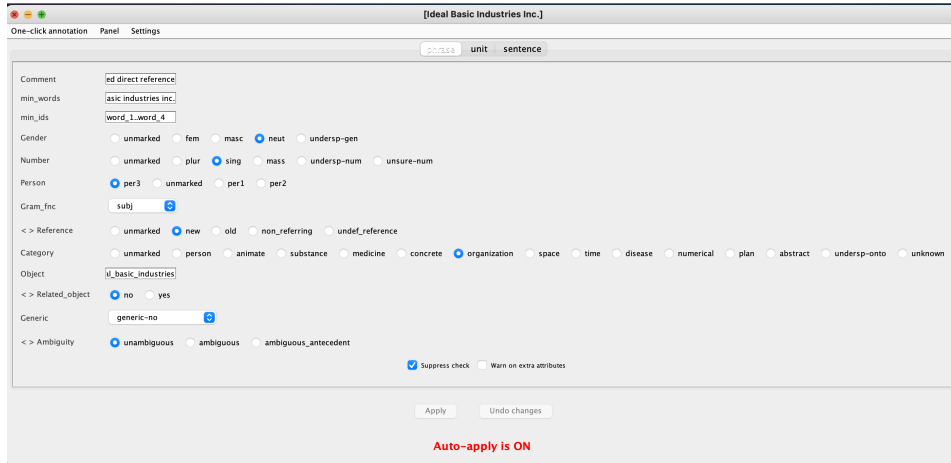 [Ideal Basic Industries Inc.]
One-click annotation Panel Settings
phrase unit sentence
Comment ed direct reference
min_words asic industries inc.
min_ids word_1..word_4
Gender unmarked fem masc neut undersp-gen
Number unmarked plur sing mass undersp-num unsure-num
Person per3 unmarked per1 per2
Gram_fnc subj
< > Reference unmarked new old non_referring undef_reference
Category unmarked person animate substance medicine concrete organization space time disease numerical plan abstract undersp-onto unknown
Object al_basic_industries
< > Related_object no yes
Generic generic-no
< > Ambiguity unambiguous ambiguous ambiguous_antecedent
Suppress check Warn on extra attributes
Apply Undo changes
Auto-apply is ON